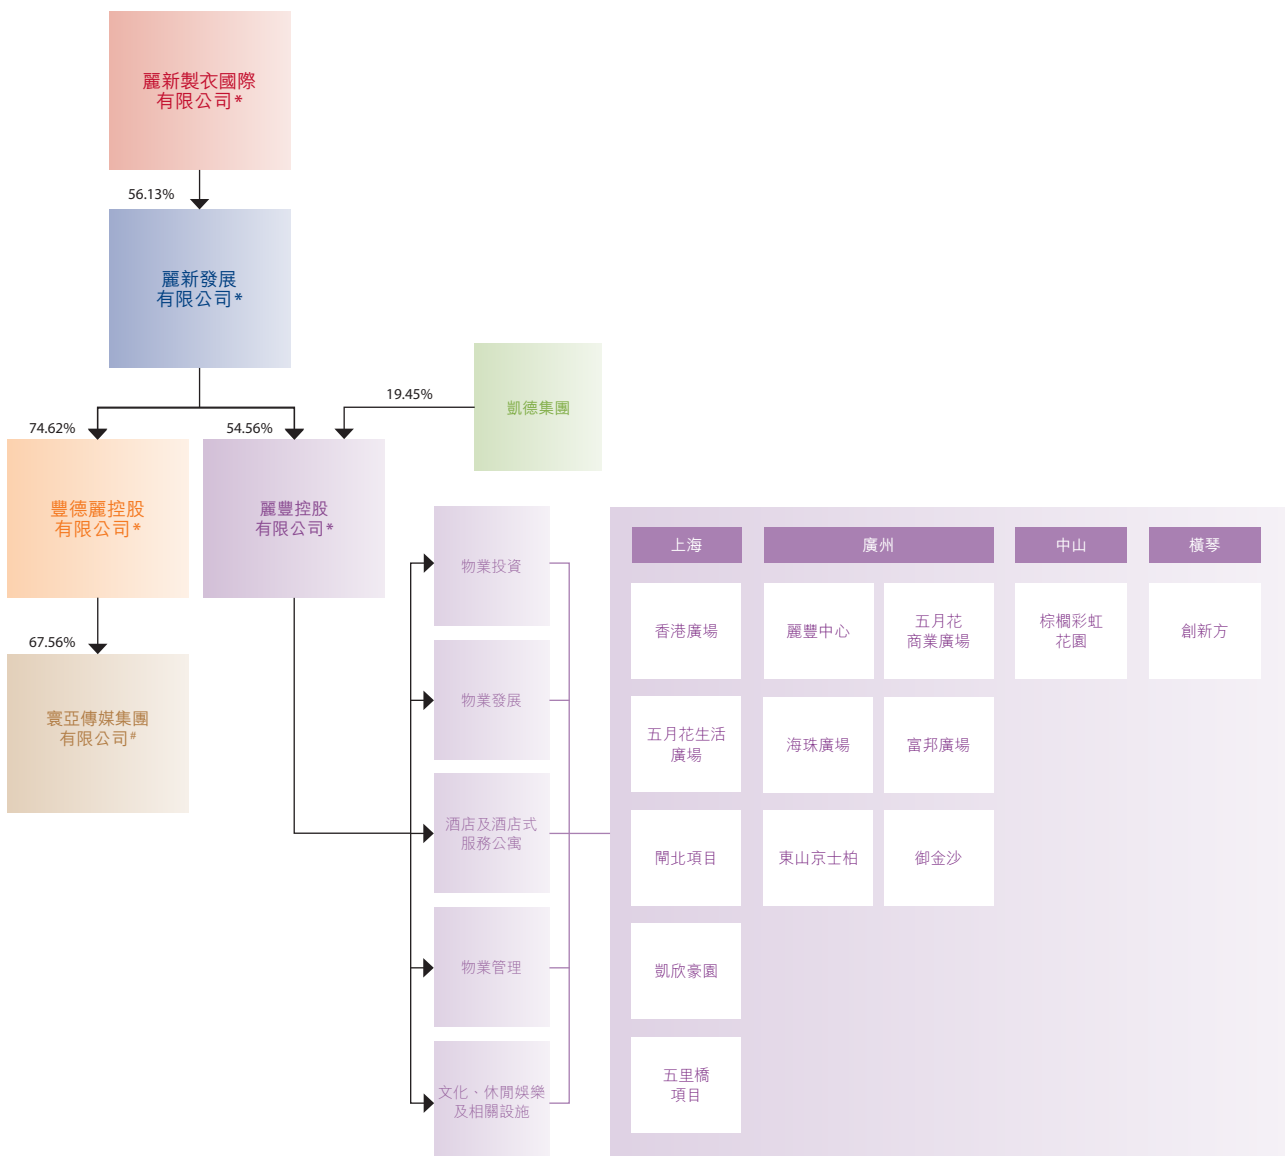 麗新製衣國際
有限公司*
56.13%
麗新發展
有限公司*
19.45%
凱德集團
74.62%
54.56%
豐德麗控股
有限公司*
麗豐控股
有限公司*
67.56%
寰亞傳媒集團
有限公司#
物業投資
物業發展
酒店及酒店式
服務公寓
物業管理
文化、休閒娛樂
及相關設施
上海
廣州
中山
橫琴
香港廣場
麗豐中心
五月花
商業廣場
棕櫚彩虹
花園
創新方
五月花生活
廣場
海珠廣場
富邦廣場
閘北項目
東山京士柏
御金沙
凱欣豪園
五里橋
項目